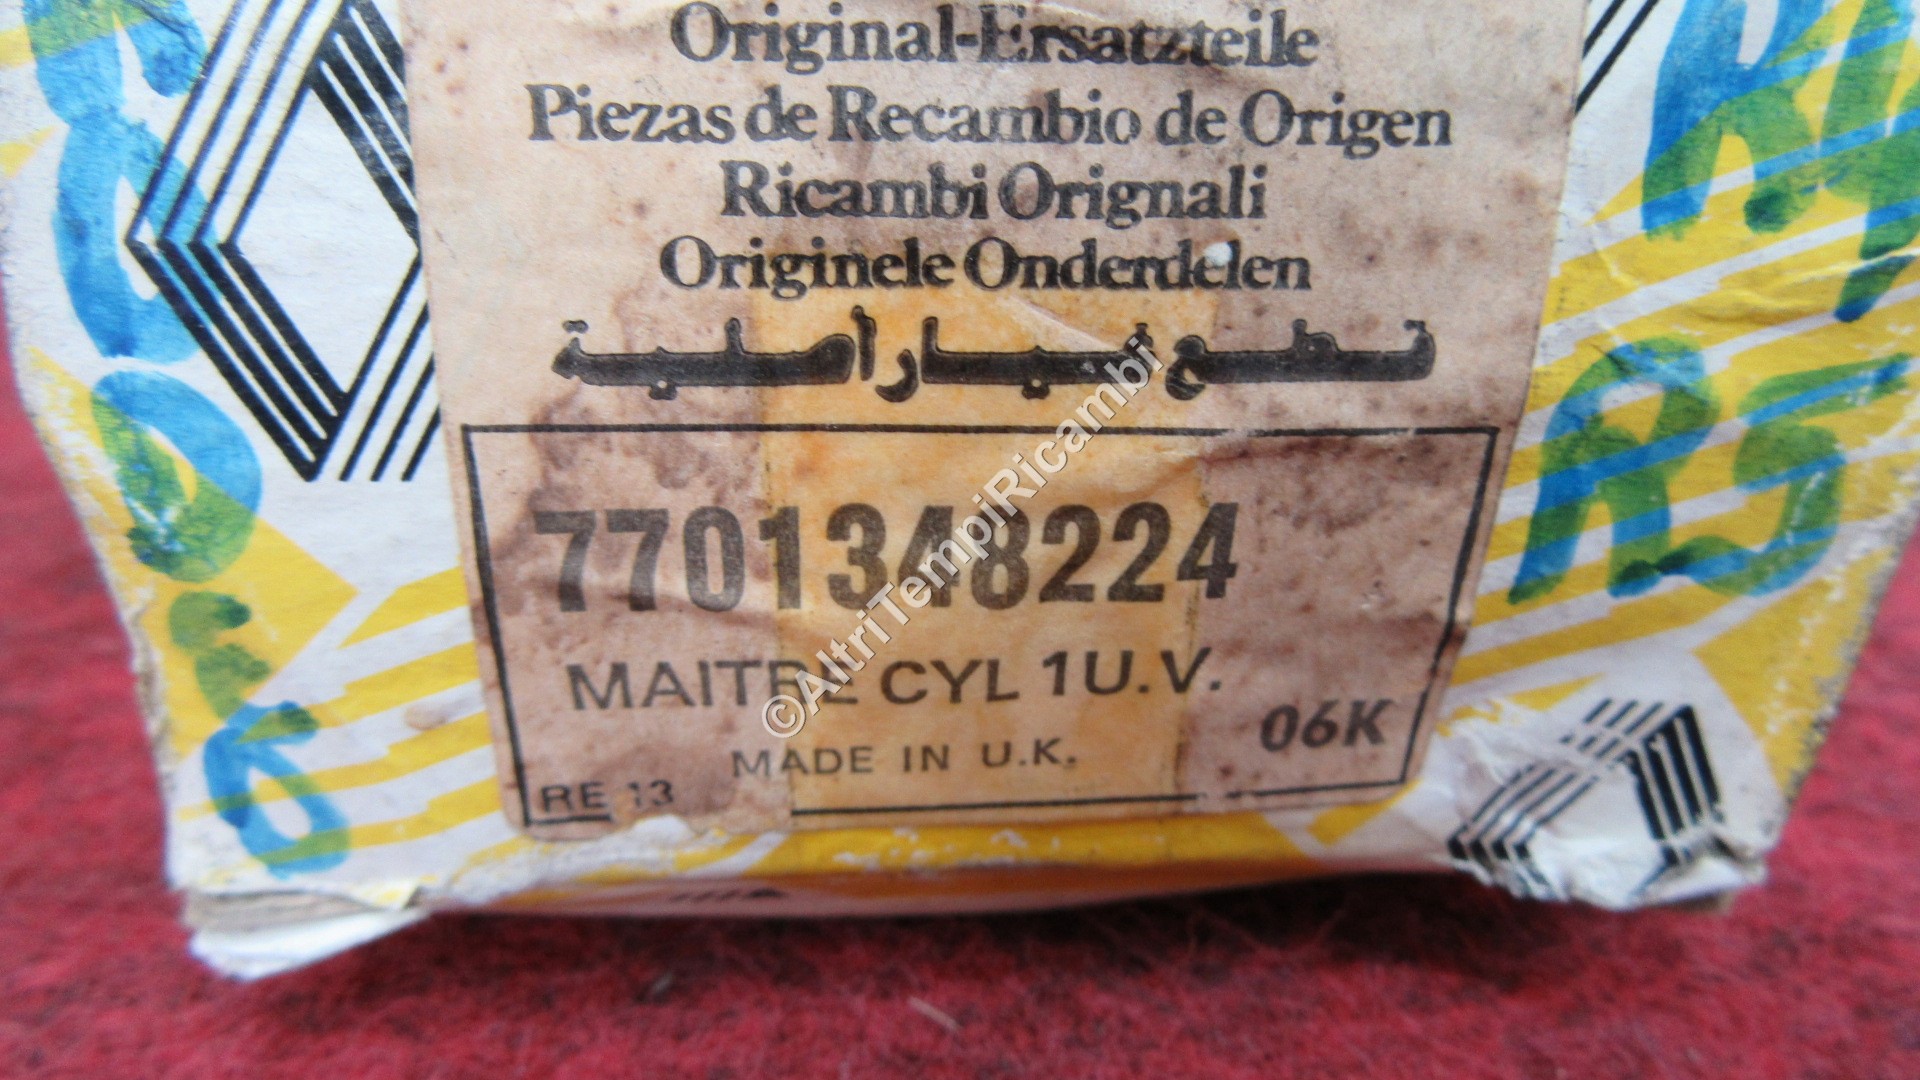 Original-Ersatzteile
Piezas de Recambio de Origen
Ricambi Orignali
Originele Onderdelen
قطع غيار أصلية
7701348224
MAITRE CYL 1U.V.
06K
MADE IN U.K.
RE 13
©AltriTempiRicambi
RS